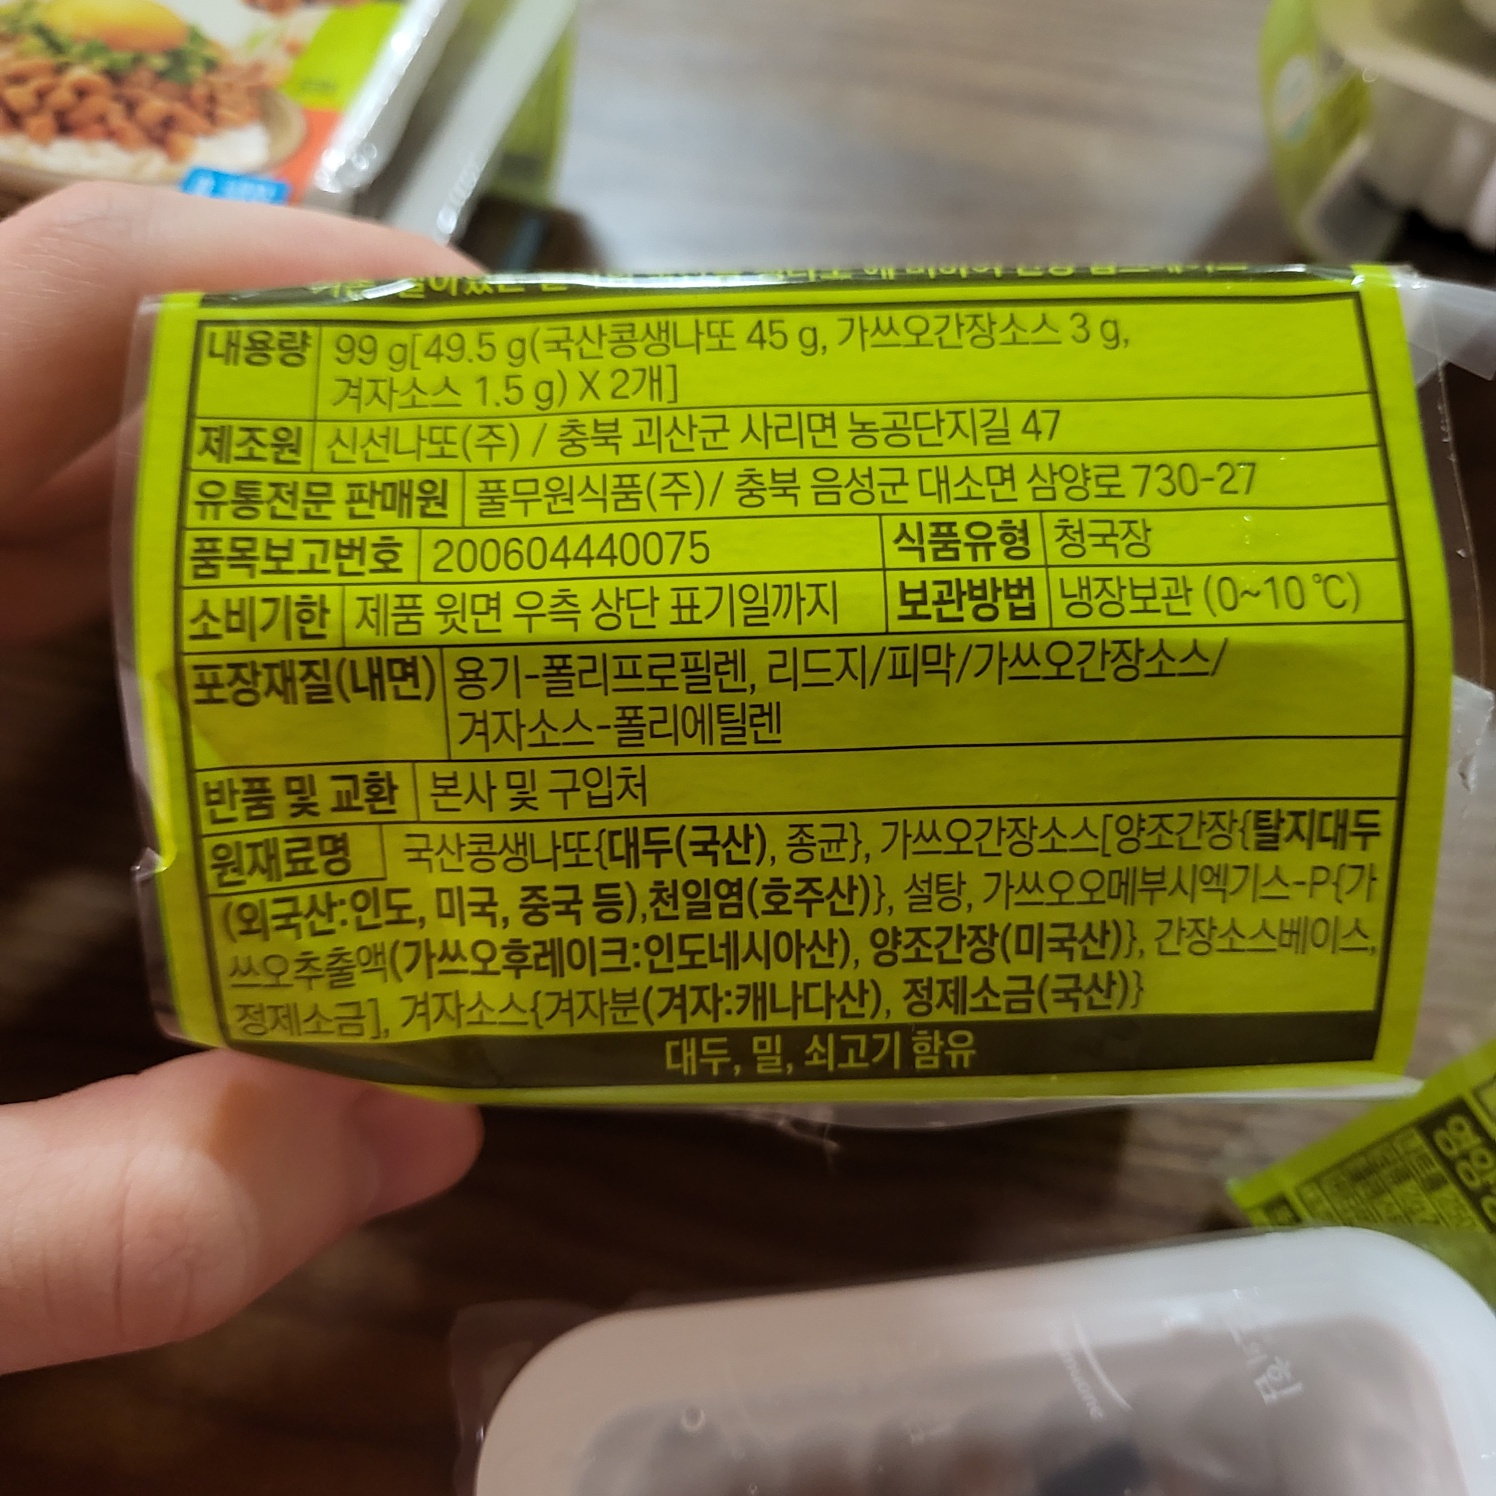 내용량 99 g[49.5 g(국산콩생나또 45 g, 가쓰오간장소스 3 g,
겨자소스 1.5 g) X 2개]
제조원 신선나또(주) / 충북 괴산군 사리면 농공단지길 47
유통전문 판매원 풀무원식품(주)/ 충북 음성군 대소면 삼양로 730-27
품목보고번호 200604440075 식품유형 청국장
소비기한 제품 윗면 우측 상단 표기일까지 보관방법 냉장보관 (0~10 ℃)
포장재질(내면) 용기-폴리프로필렌, 리드지/피막/가쓰오간장소스/
겨자소스-폴리에틸렌
반품 및 교환 본사 및 구입처
원재료명 국산콩생나또{대두(국산), 종균}, 가쓰오간장소스[양조간장{탈지대두
(외국산:인도, 미국, 중국 등),천일염(호주산)}, 설탕, 가쓰오오메부시엑기스-P{가
쓰오추출액(가쓰오후레이크:인도네시아산), 양조간장(미국산)}, 간장소스베이스,
정제소금], 겨자소스{겨자분(겨자:캐나다산), 정제소금(국산)}
대두, 밀, 쇠고기 함유